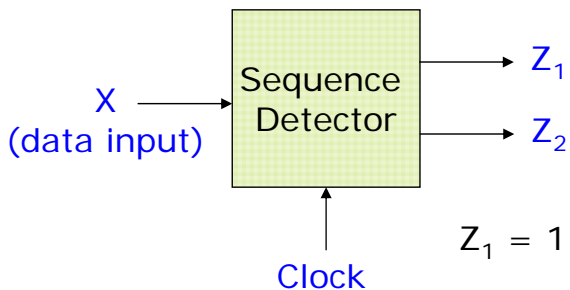 X
(data input)
Sequence
Detector
Z₁
Z₂
Clock
Z₁ = 1